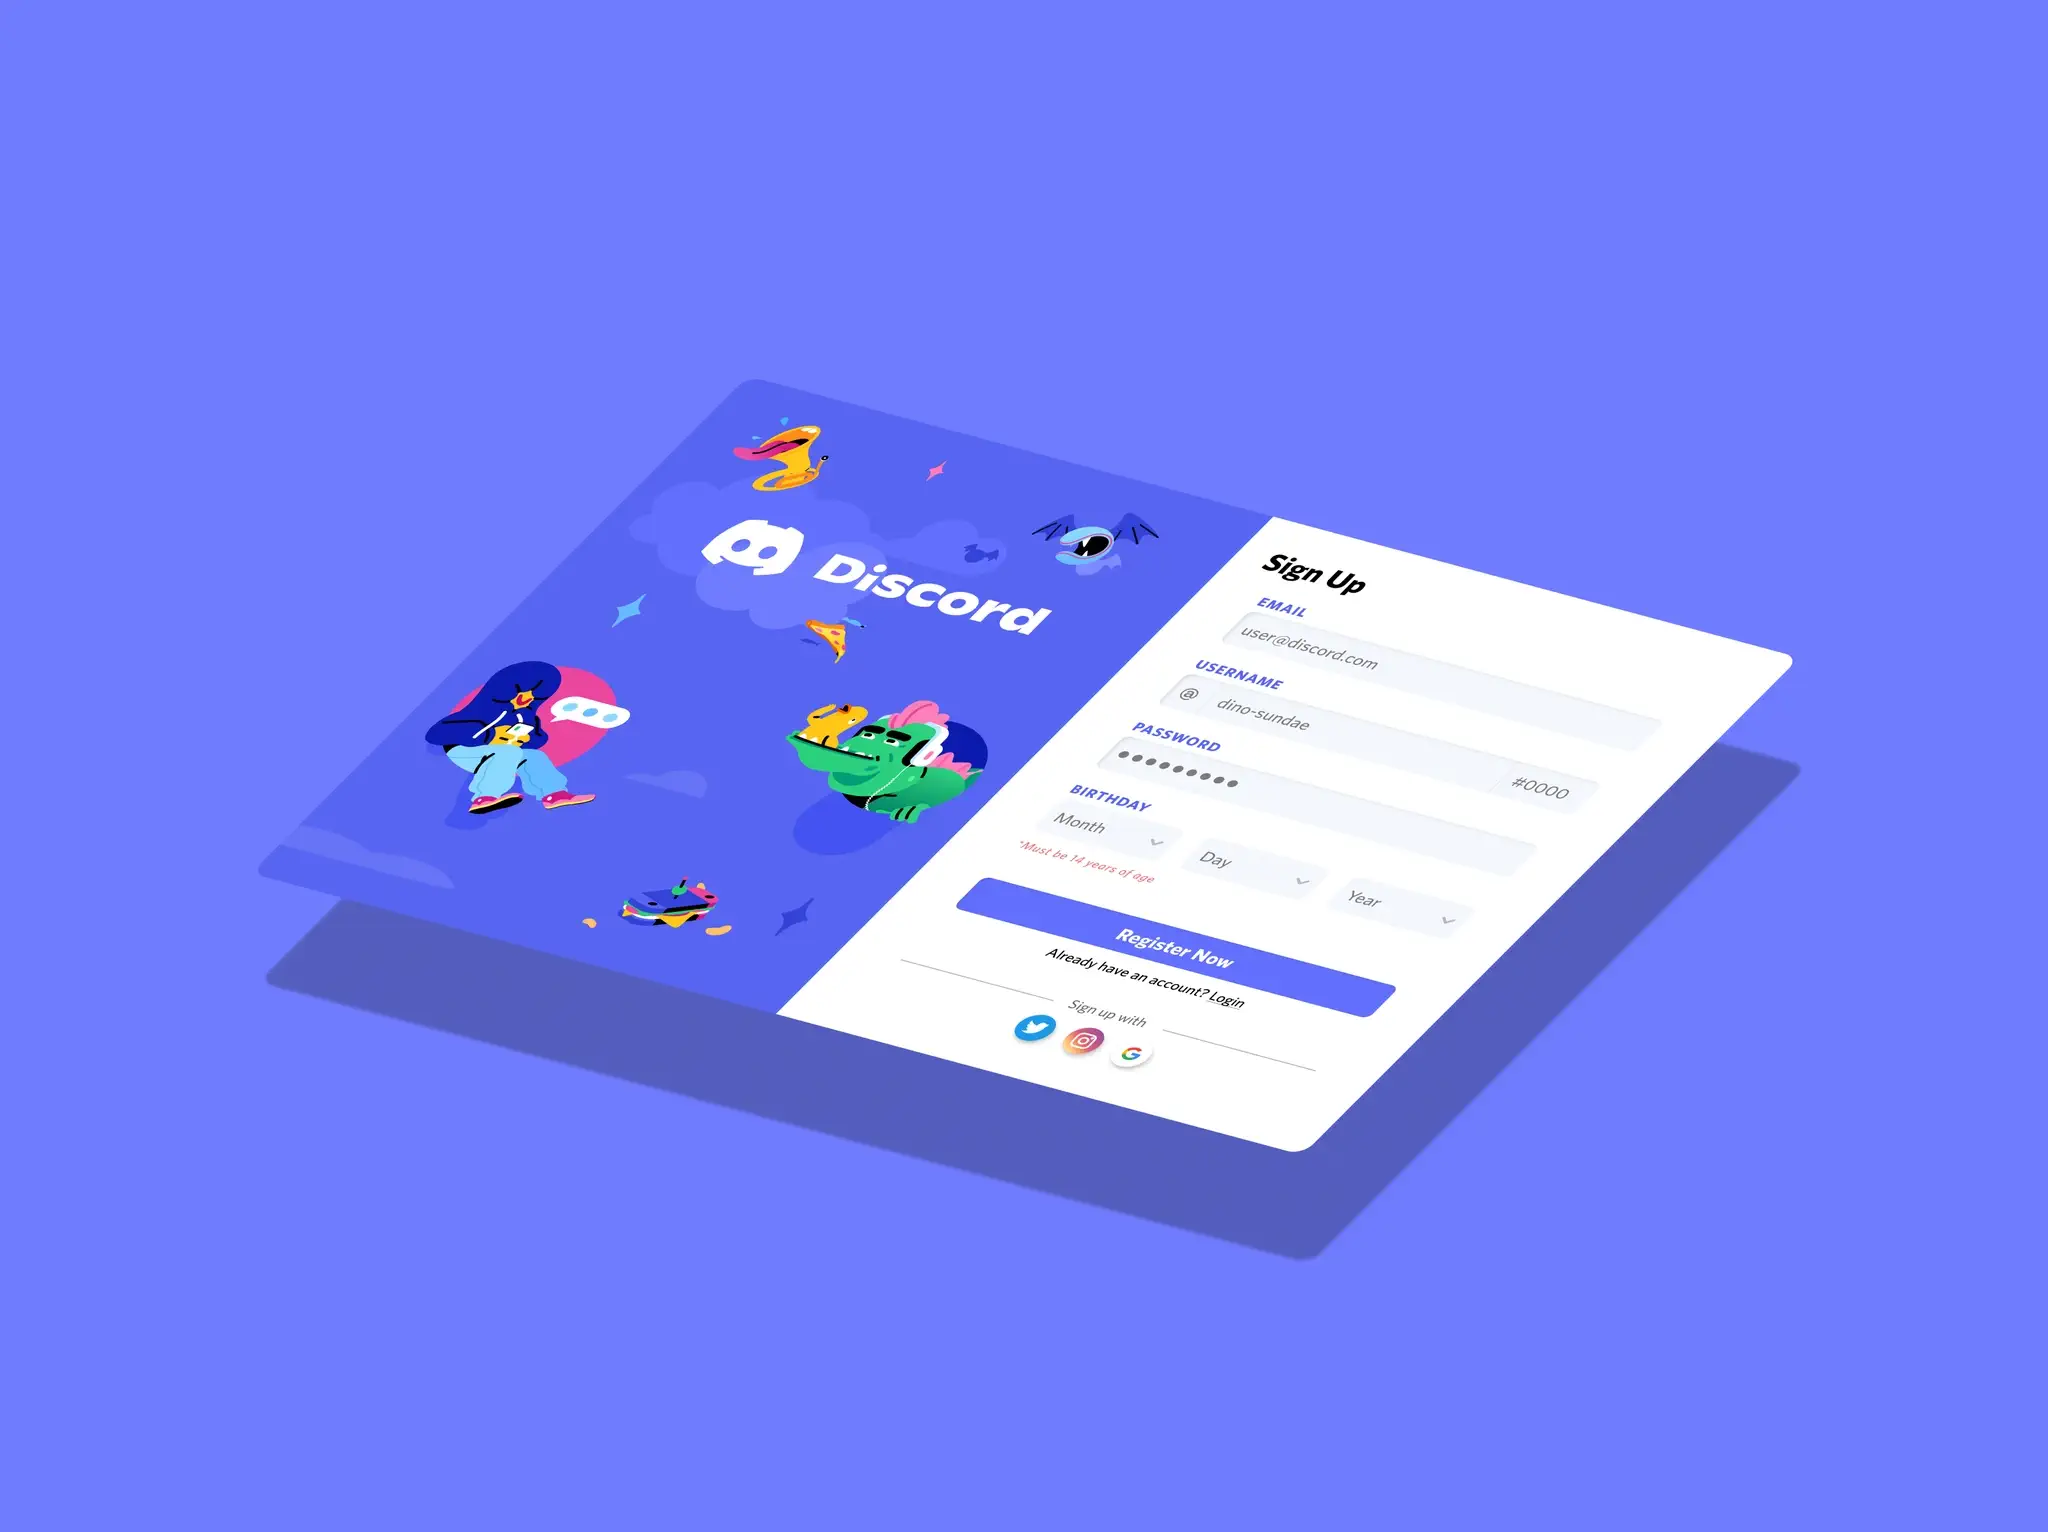 Discord
Sign Up
EMAIL
user@discord.com
USERNAME
@ dino-sundae #0000
PASSWORD
BIRTHDAY
Month Day Year
*Must be 14 years of age
Register Now
Already have an account? Login
Sign up with